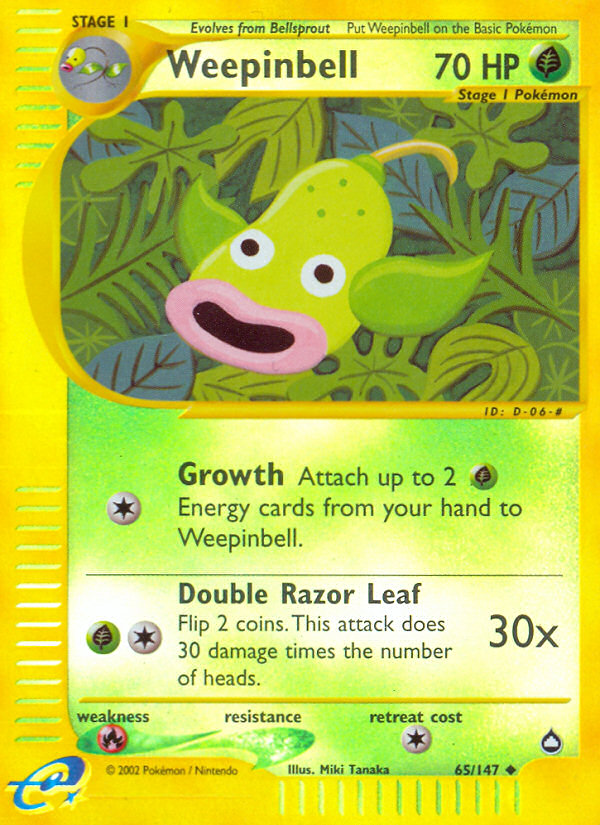 STAGE 1
Evolves from Bellsprout Put Weepinbell on the Basic Pokémon
Weepinbell 70 HP
Stage 1 Pokémon
ID: D-06-#
Growth Attach up to 2
Energy cards from your hand to
Weepinbell.
Double Razor Leaf
Flip 2 coins. This attack does
30 damage times the number
of heads.
30x
weakness resistance retreat cost
© 2002 Pokémon / Nintendo Illus. Miki Tanaka 65/147
e